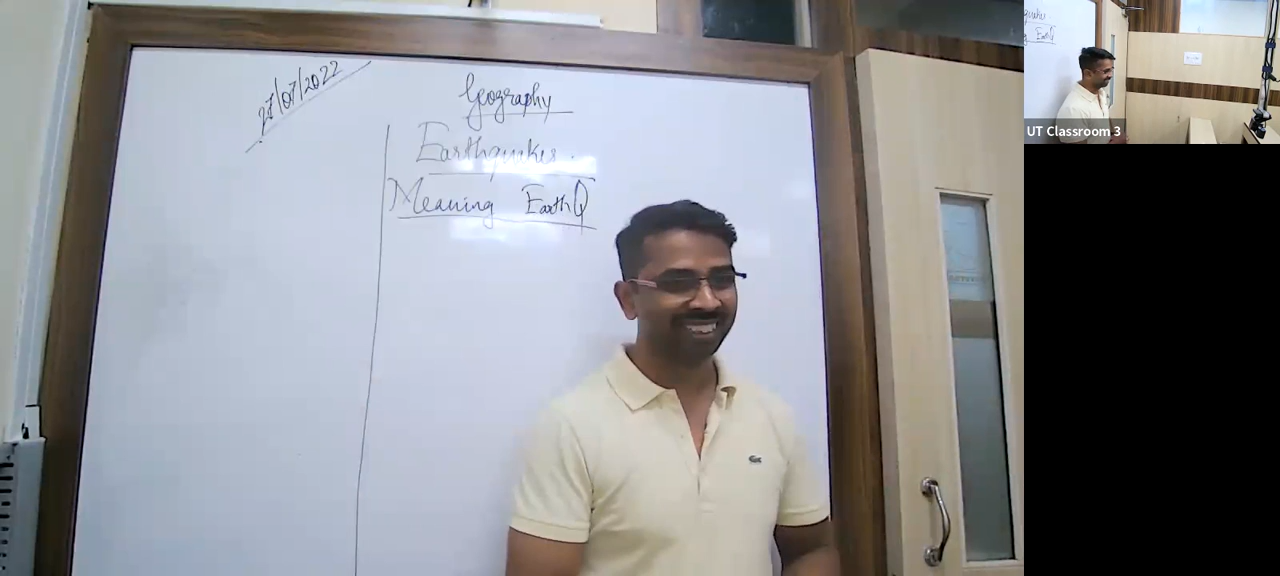 27/07/2022
Geography
Earthquakes.
Meaning EarthQ
UT Classroom 3